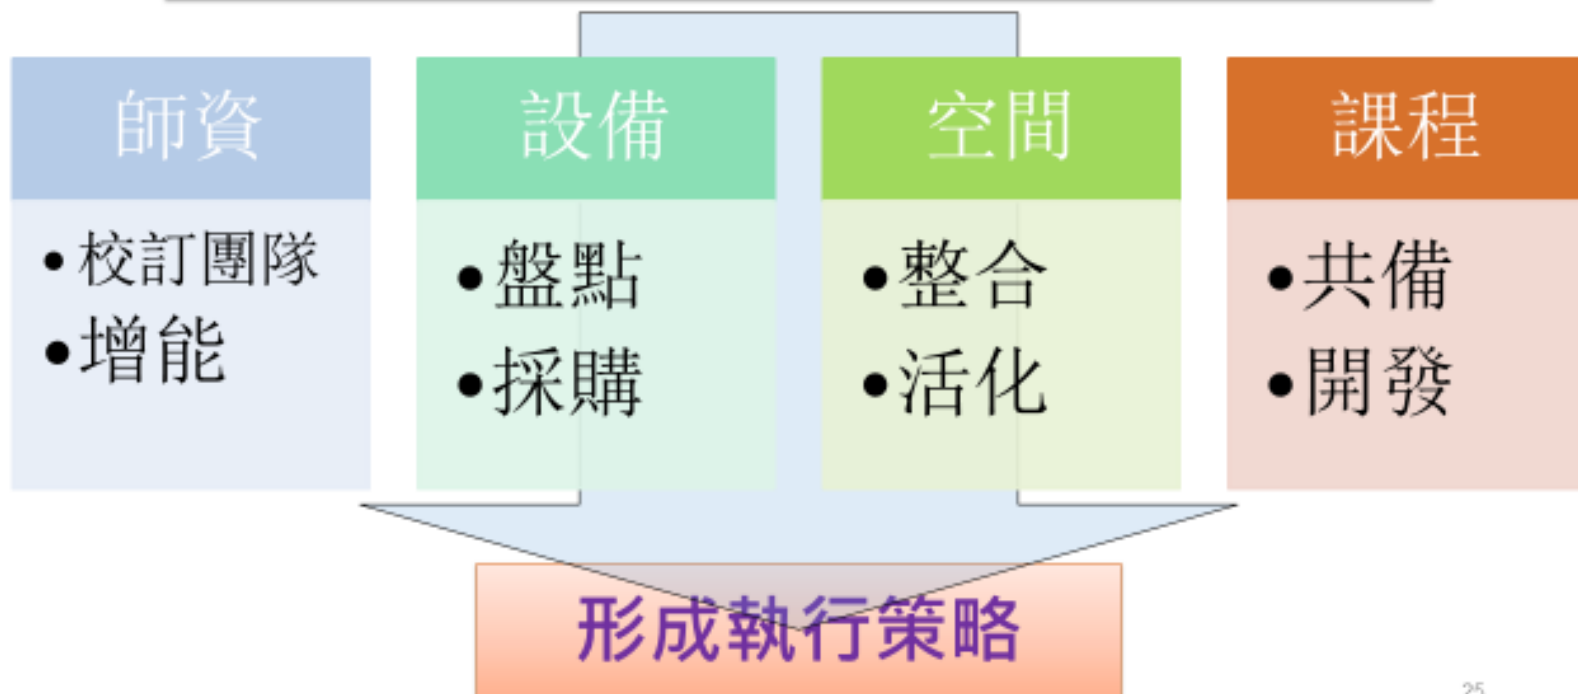 師資
• 校訂團隊
• 增能
設備
• 盤點
• 採購
空間
• 整合
• 活化
課程
• 共備
• 開發
形成執行策略
25